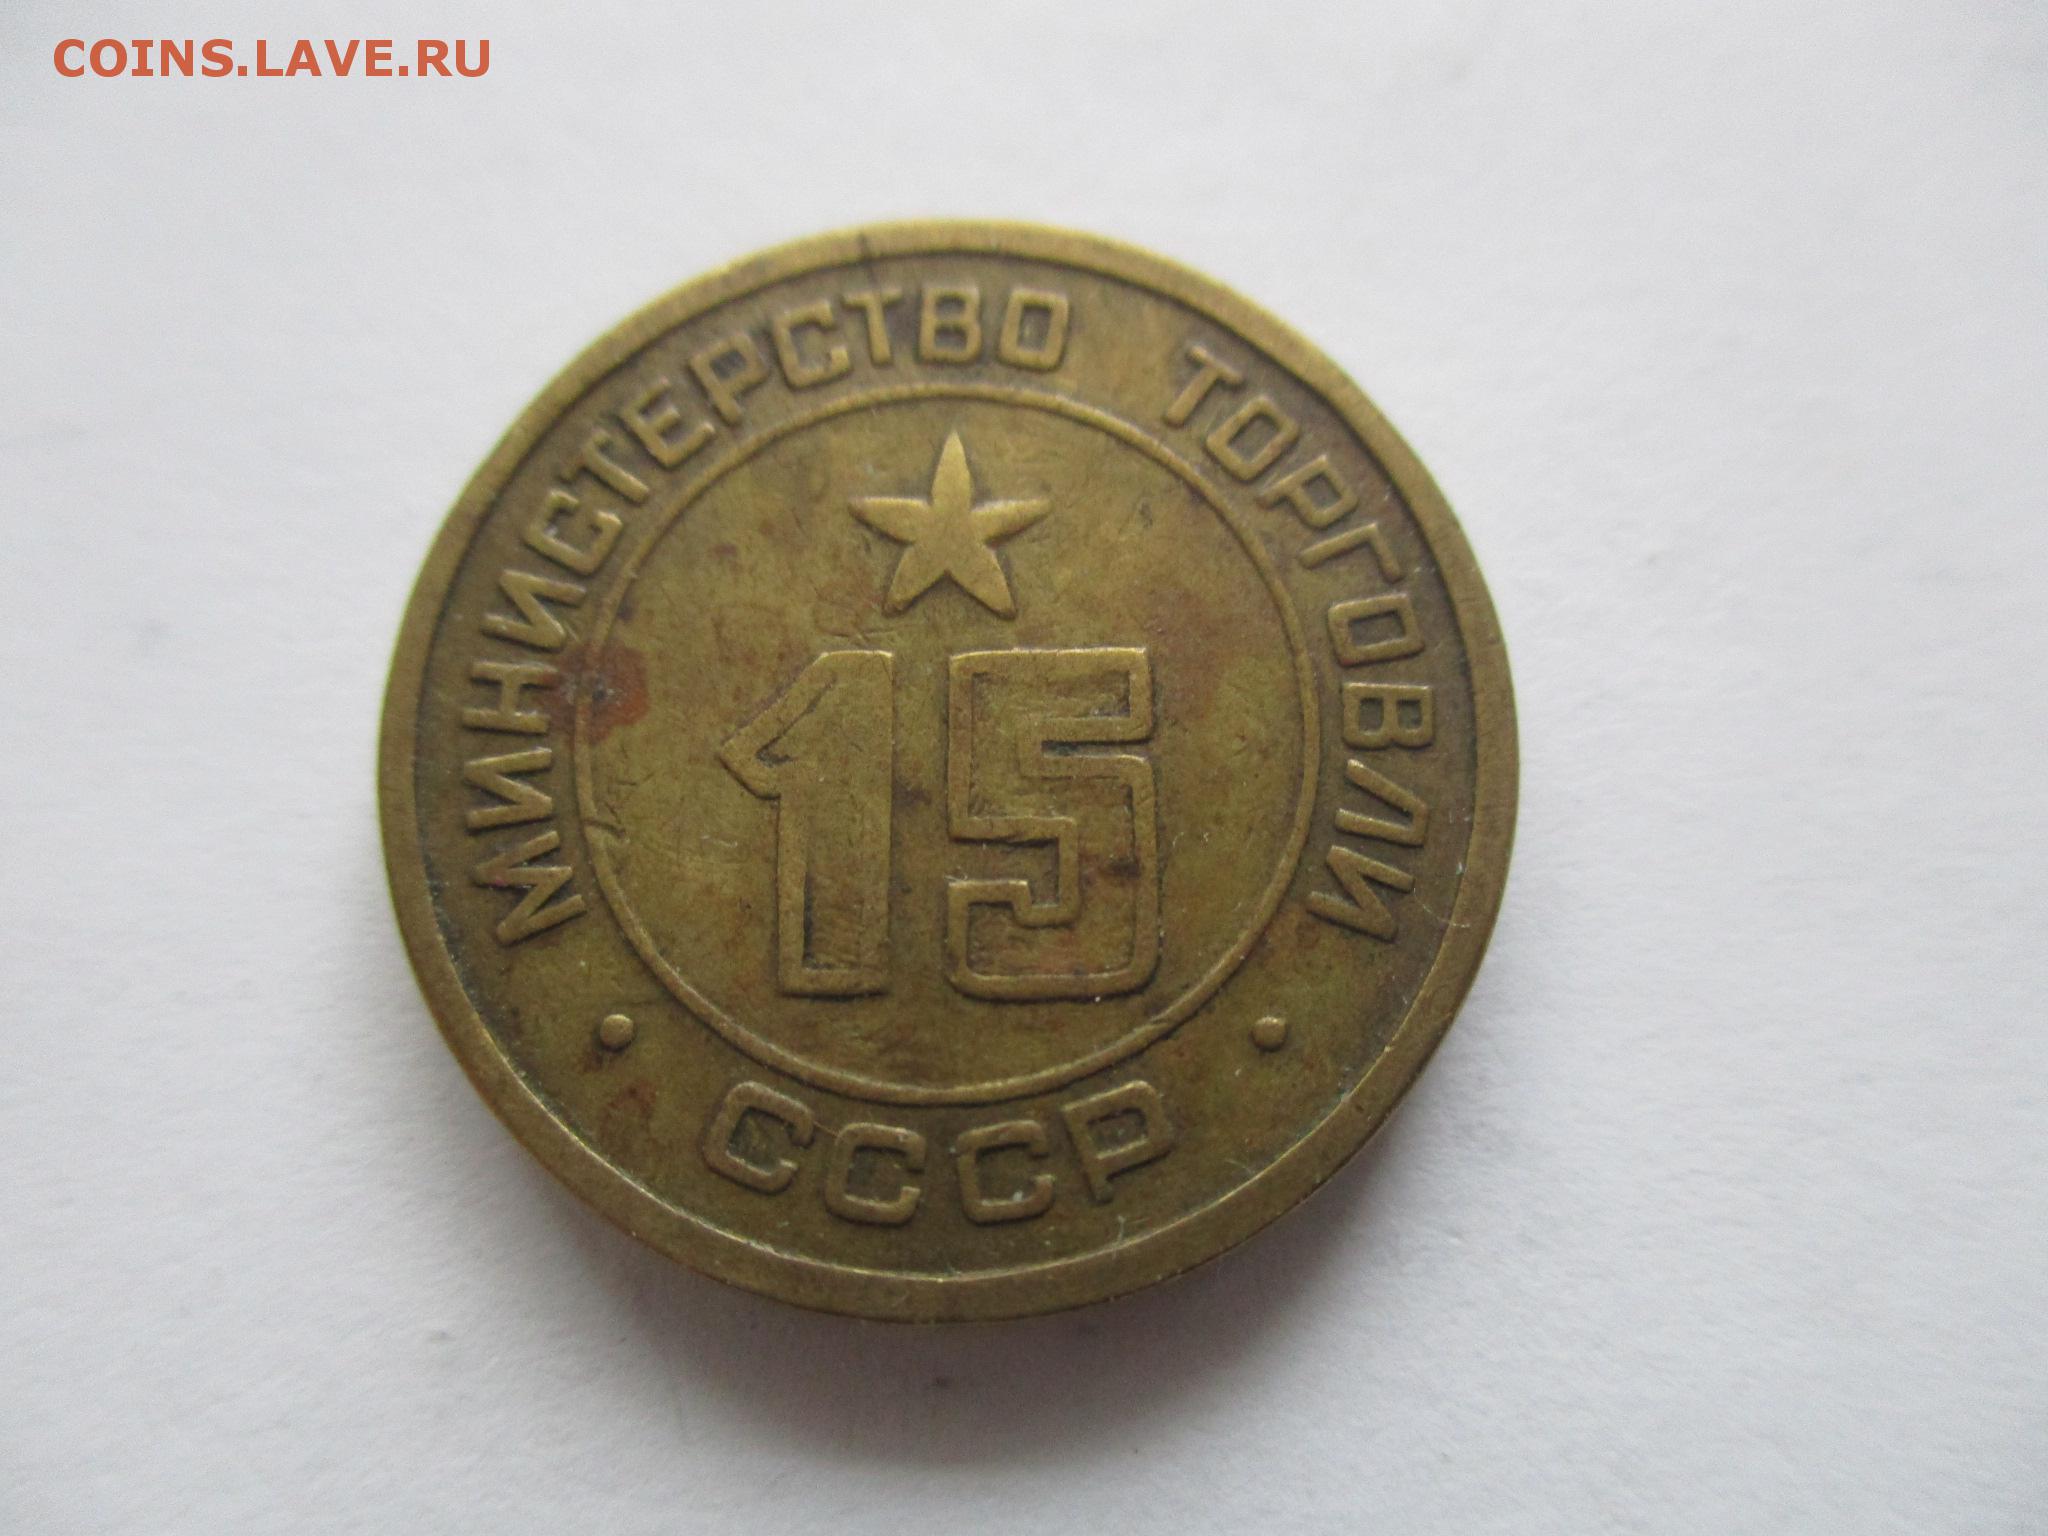 COINS.LAVE.RU
МИНИСТЕРСТВО ТОРГОВЛИ
15
· СССР ·